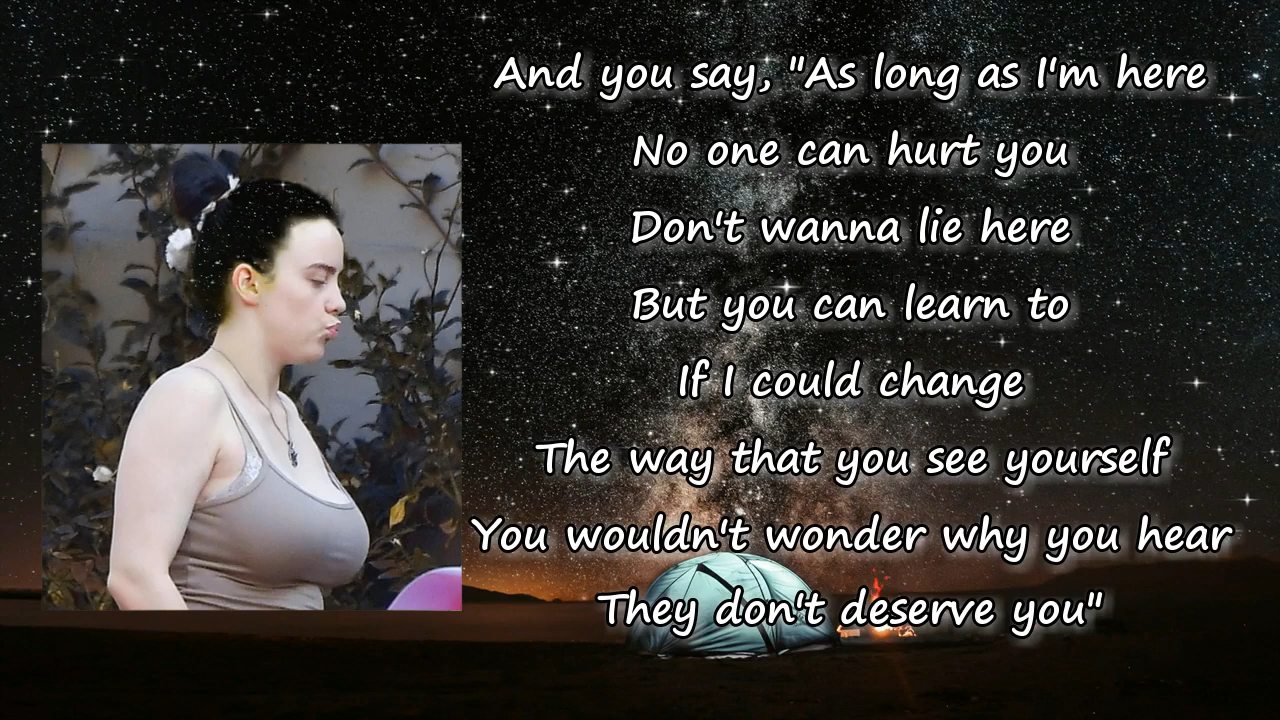 And you say, "As long as I'm here
No one can hurt you
Don't wanna lie here
But you can learn to
If I could change
The way that you see yourself
You wouldn't wonder why you hear
They don't deserve you"